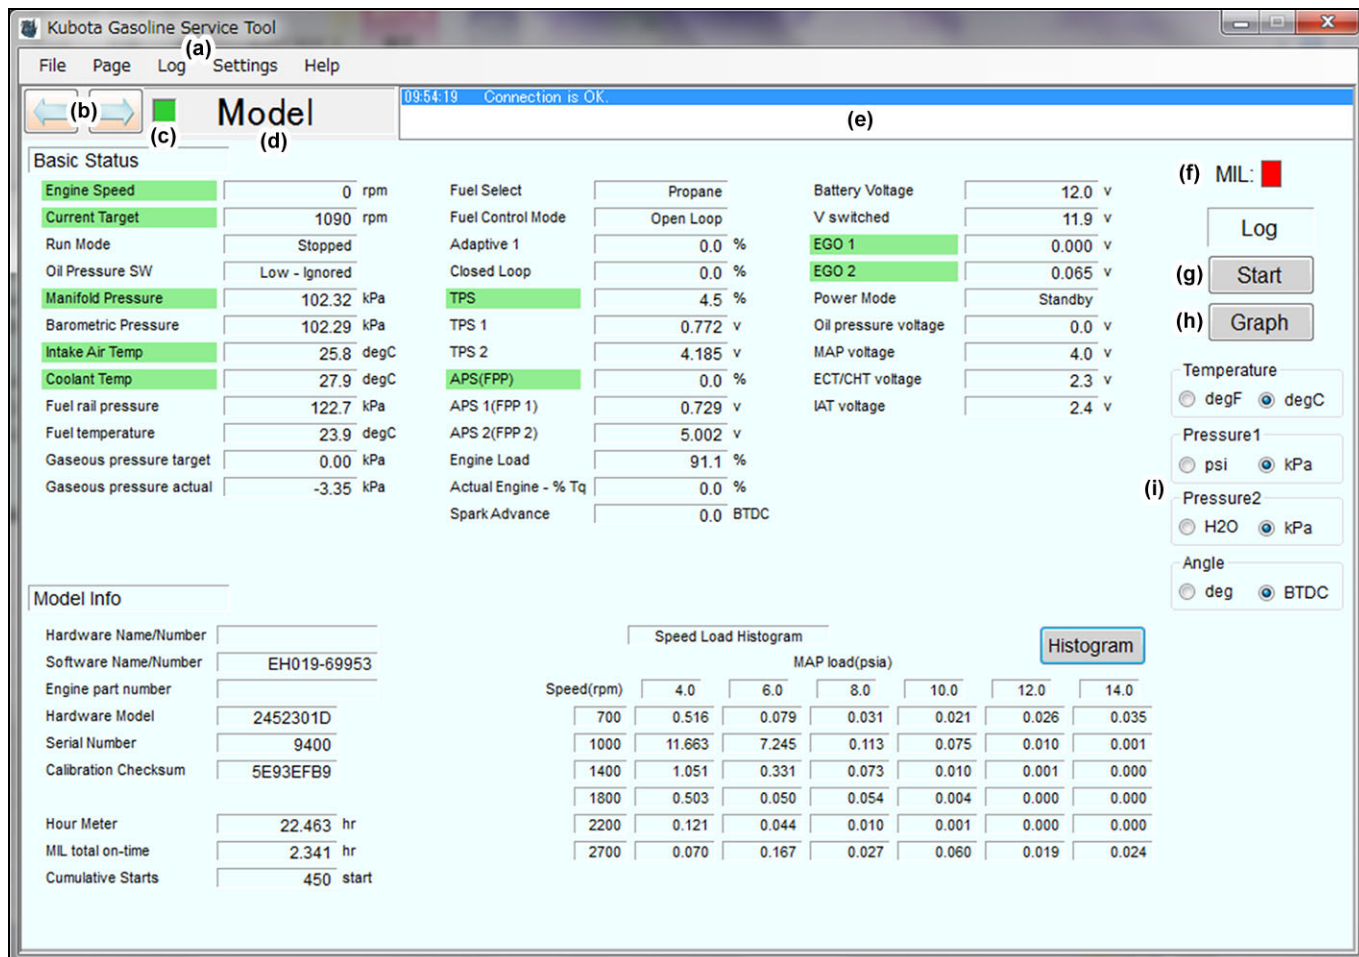 Kubota Gasoline Service Tool
(a)
File Page Log Settings Help
(b)
(c)
Model
(d)
09:54:19 Connection is OK.
(e)
Basic Status
Engine Speed 0 rpm
Current Target 1090 rpm
Run Mode Stopped
Oil Pressure SW Low - Ignored
Manifold Pressure 102.32 kPa
Barometric Pressure 102.29 kPa
Intake Air Temp 25.8 degC
Coolant Temp 27.9 degC
Fuel rail pressure 122.7 kPa
Fuel temperature 23.9 degC
Gaseous pressure target 0.00 kPa
Gaseous pressure actual -3.35 kPa
Fuel Select Propane
Fuel Control Mode Open Loop
Adaptive 1 0.0 %
Closed Loop 0.0 %
TPS 4.5 %
TPS 1 0.772 v
TPS 2 4.185 v
APS(FPP) 0.0 %
APS 1(FPP 1) 0.729 v
APS 2(FPP 2) 5.002 v
Engine Load 91.1 %
Actual Engine - % Tq 0.0 %
Spark Advance 0.0 BTDC
Battery Voltage 12.0 v
V switched 11.9 v
EGO 1 0.000 v
EGO 2 0.065 v
Power Mode Standby
Oil pressure voltage 0.0 v
MAP voltage 4.0 v
ECT/CHT voltage 2.3 v
IAT voltage 2.4 v
(f) MIL:
Log
(g) Start
(h) Graph
Temperature
degF degC
Pressure1
psi kPa
(i)
Pressure2
H2O kPa
Angle
deg BTDC
Model Info
Hardware Name/Number
Software Name/Number EH019-69953
Engine part number
Hardware Model 2452301D
Serial Number 9400
Calibration Checksum 5E93EFB9
Hour Meter 22.463 hr
MIL total on-time 2.341 hr
Cumulative Starts 450 start
Speed Load Histogram
Histogram
MAP load(psia)
Speed(rpm) 4.0 6.0 8.0 10.0 12.0 14.0
700 0.516 0.079 0.031 0.021 0.026 0.035
1000 11.663 7.245 0.113 0.075 0.010 0.001
1400 1.051 0.331 0.073 0.010 0.001 0.000
1800 0.503 0.050 0.054 0.004 0.000 0.000
2200 0.121 0.044 0.010 0.001 0.000 0.000
2700 0.070 0.167 0.027 0.060 0.019 0.024